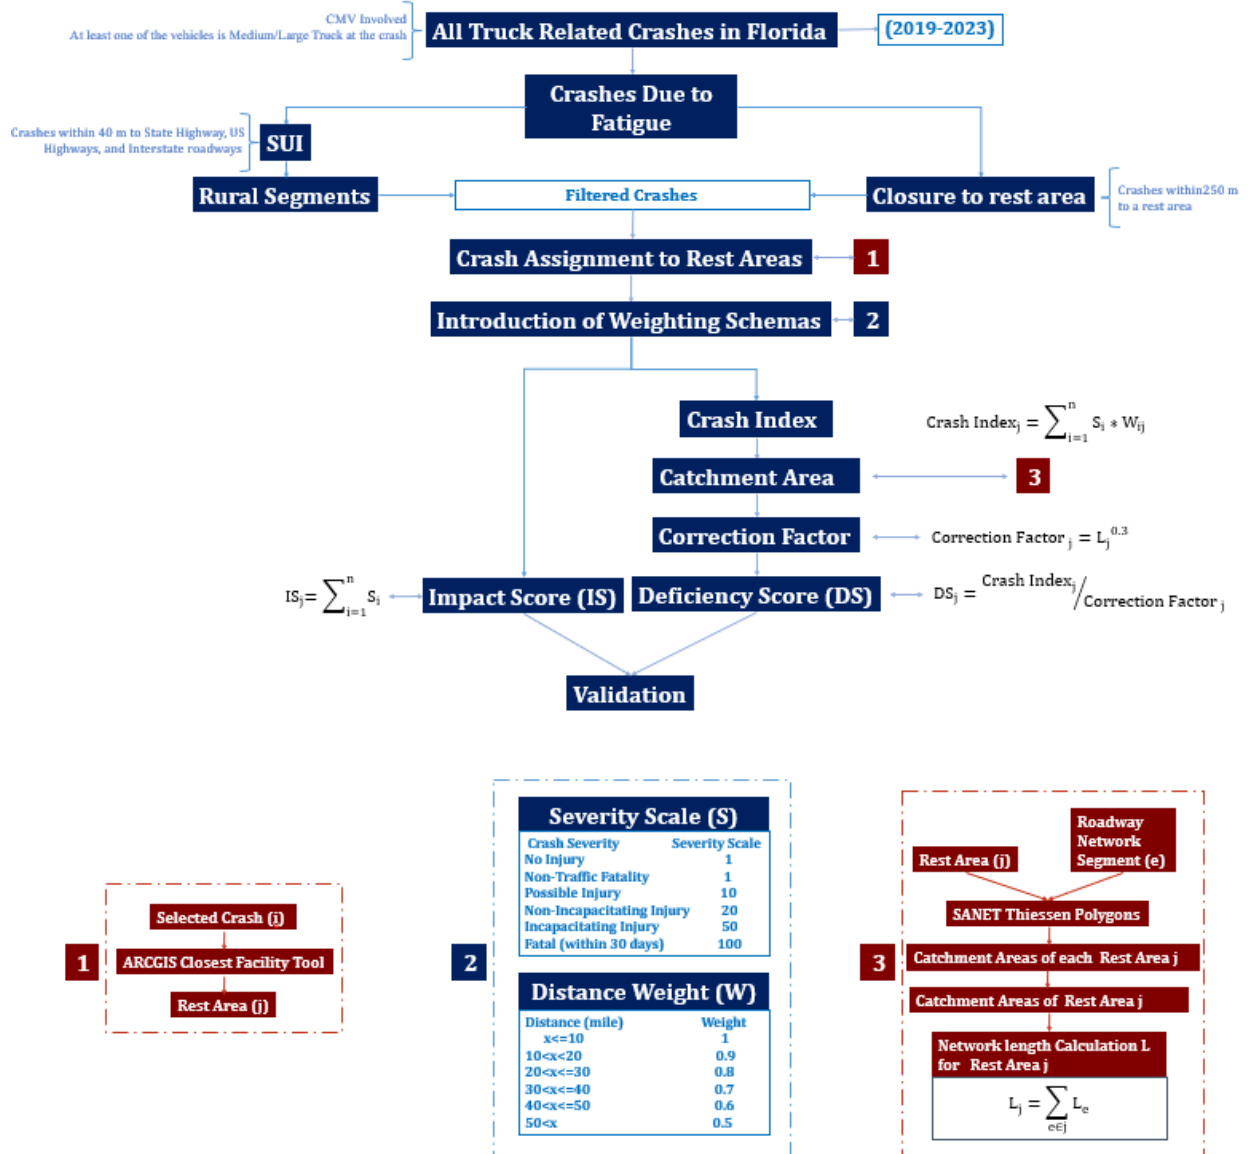 CMV Involved
At least one of the vehicles is Medium/Large Truck at the crash
All Truck Related Crashes in Florida
(2019-2023)
Crashes Due to
Fatigue
Crashes within 40 m to State Highway, US
Highways, and Interstate roadways
SUI
Rural Segments
Filtered Crashes
Closure to rest area
Crashes within250 m
to a rest area
Crash Assignment to Rest Areas
1
Introduction of Weighting Schemas
2
Crash Index
Crash Index_j = ∑_{i=1}^{n} S_i * W_{ij}
Catchment Area
3
Correction Factor
Correction Factor _j = L_j^{0.3}
IS_j= ∑_{i=1}^{n} S_i
Impact Score (IS)
Deficiency Score (DS)
DS_j = Crash Index_j / Correction Factor _j
Validation
1
Selected Crash (i)
ARCGIS Closest Facility Tool
Rest Area (j)
2
Severity Scale (S)
Crash Severity Severity Scale
No Injury 1
Non-Traffic Fatality 1
Possible Injury 10
Non-Incapacitating Injury 20
Incapacitating Injury 50
Fatal (within 30 days) 100
Distance Weight (W)
Distance (mile) Weight
x<=10 1
10<x<20 0.9
20<x<=30 0.8
30<x<=40 0.7
40<x<=50 0.6
50<x 0.5
3
Rest Area (j)
Roadway
Network
Segment (e)
SANET Thiessen Polygons
Catchment Areas of each Rest Area j
Catchment Areas of Rest Area j
Network length Calculation L
for Rest Area j
L_j = ∑_{e∈j} L_e